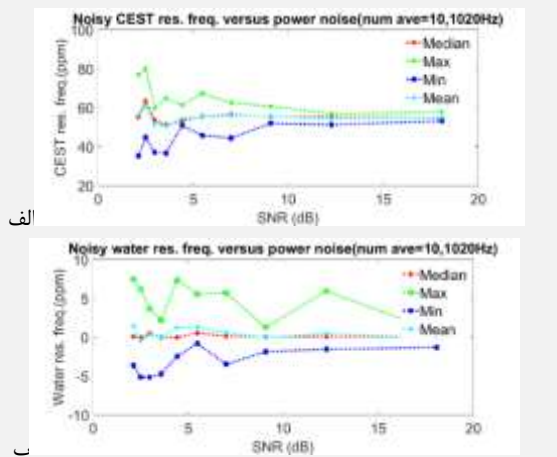 Noisy CEST res. freq. versus power noise(num ave=10,1020Hz)
100
80
60
40
20
CEST res. freq.(ppm)
Median
Max
Min
Mean
0
5
10
15
20
SNR (dB)
الف
Noisy water res. freq. versus power noise(num ave=10,1020Hz)
10
5
0
-5
-10
Water res. freq.(ppm)
Median
Max
Min
Mean
0
5
10
15
20
SNR (dB)